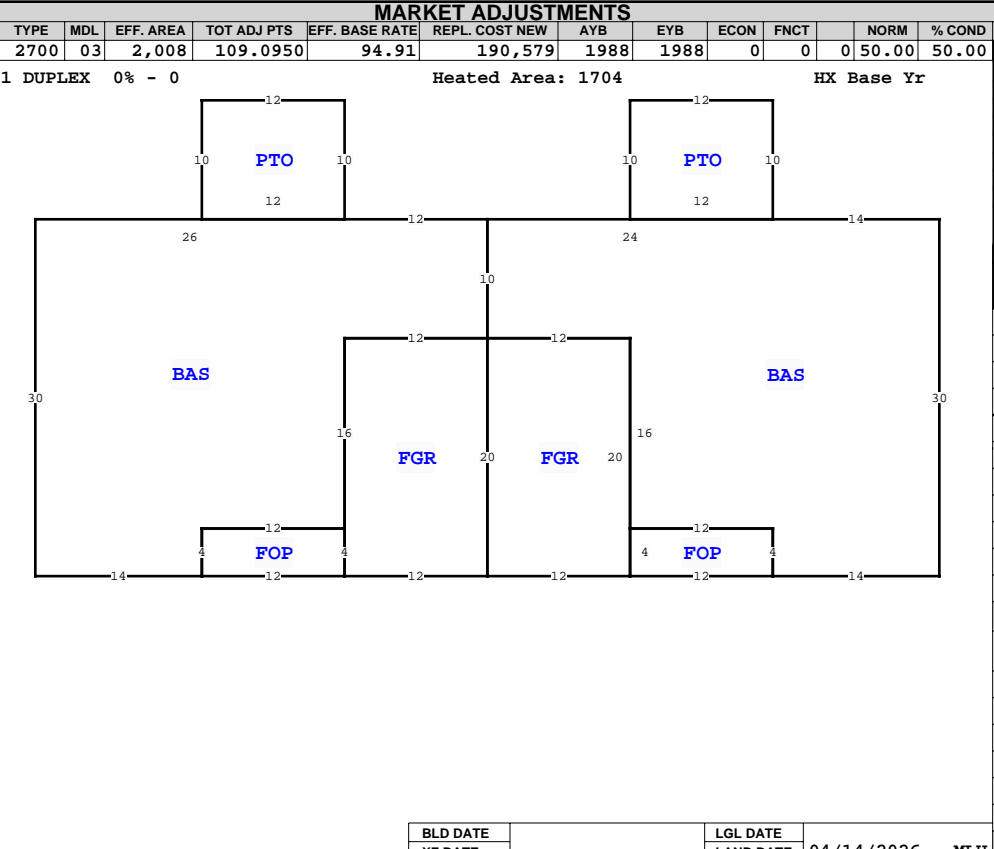 MARKET ADJUSTMENTS
TYPE MDL EFF. AREA TOT ADJ PTS EFF. BASE RATE REPL. COST NEW AYB EYB ECON FNCT NORM % COND
2700 03 2,008 109.0950 94.91 190,579 1988 1988 0 0 0 50.00 50.00
1 DUPLEX 0% - 0 Heated Area: 1704 HX Base Yr
12 12
10 PTO 10 10 PTO 10
12 12
12 14
26 24
10
12 12
BAS BAS
30 30
16 16
FGR 20 FGR 20
12 12
4 FOP 4 4 FOP 4
14 12 12 12 12 14
BLD DATE LGL DATE